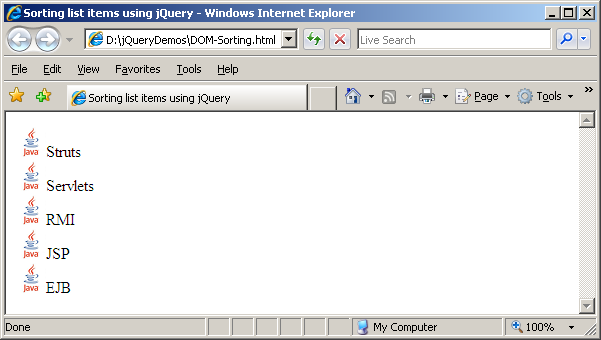 Sorting list items using jQuery - Windows Internet Explorer
D:\jQueryDemos\DOM-Sorting.html
Live Search
File Edit View Favorites Tools Help
Sorting list items using jQuery
Page Tools »
Java Struts
Java Servlets
Java RMI
Java JSP
Java EJB
Done My Computer 100%